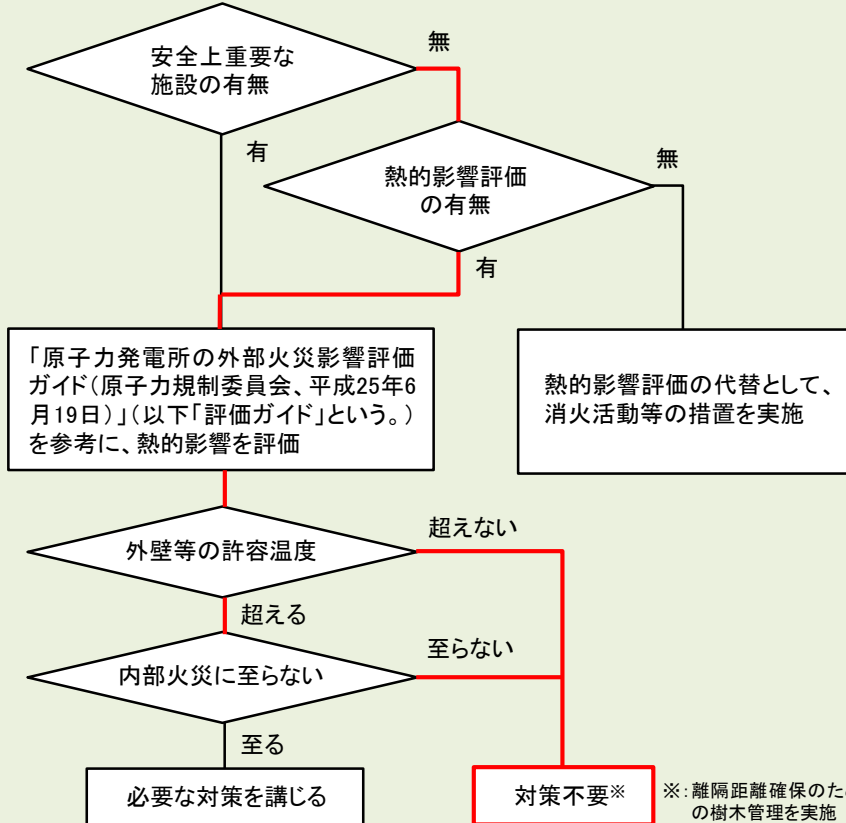 安全上重要な
施設の有無
無
有
熱的影響評価
の有無
無
有
「原子力発電所の外部火災影響評価
ガイド(原子力規制委員会、平成25年6
月19日)」(以下「評価ガイド」という。)
を参考に、熱的影響を評価
熱的影響評価の代替として、
消火活動等の措置を実施
外壁等の許容温度
超えない
超える
内部火災に至らない
至らない
至る
必要な対策を講じる
対策不要※
※:離隔距離確保のため
の樹木管理を実施